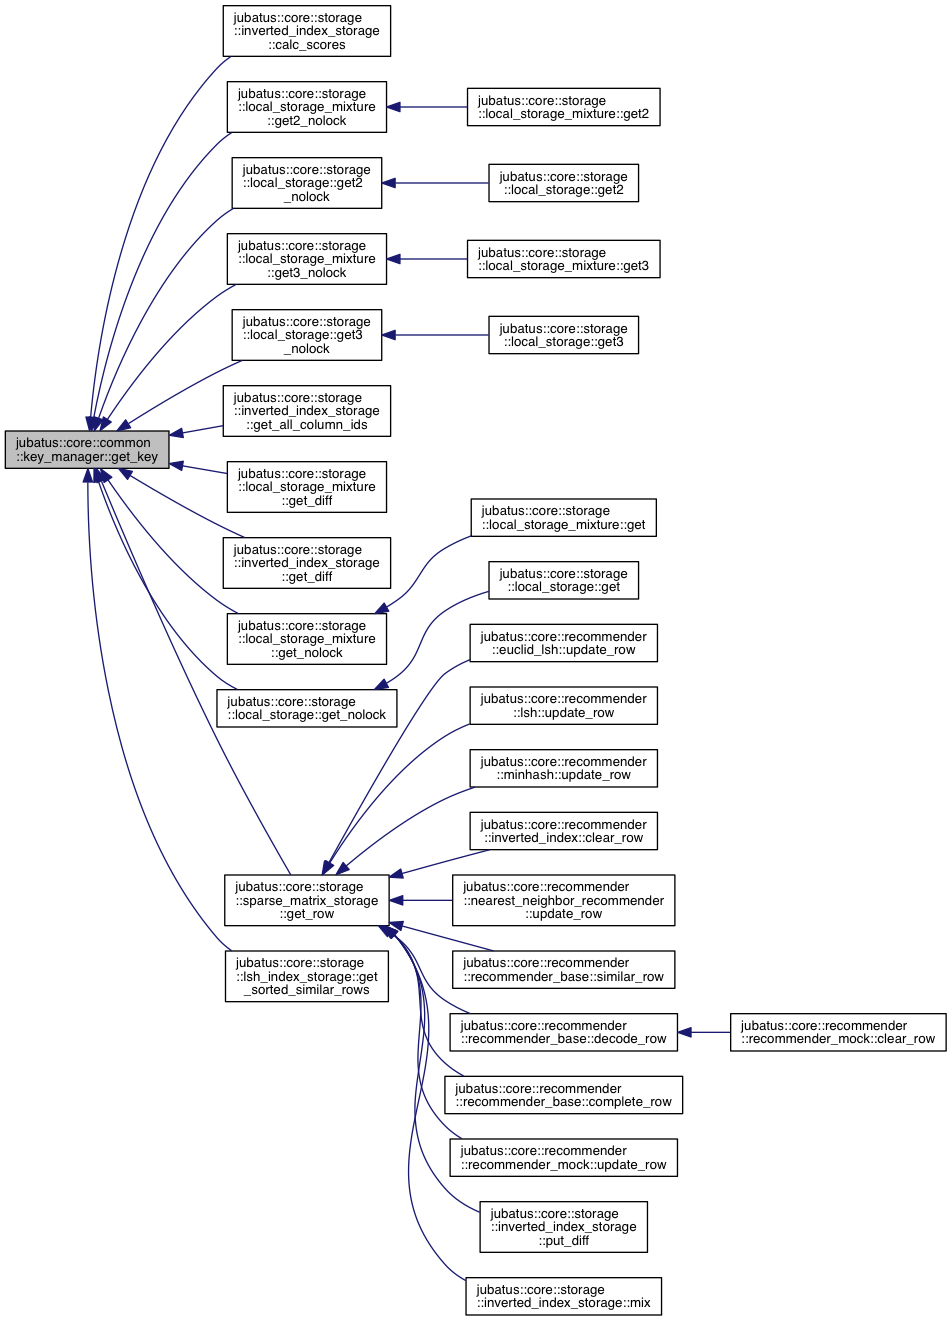 jubatus::core::storage
::inverted_index_storage
::calc_scores
jubatus::core::storage
::local_storage_mixture
::get2_nolock
jubatus::core::storage
::local_storage_mixture::get2
jubatus::core::storage
::local_storage::get2
_nolock
jubatus::core::storage
::local_storage::get2
jubatus::core::storage
::local_storage_mixture
::get3_nolock
jubatus::core::storage
::local_storage_mixture::get3
jubatus::core::storage
::local_storage::get3
_nolock
jubatus::core::storage
::local_storage::get3
jubatus::core::storage
::inverted_index_storage
::get_all_column_ids
jubatus::core::common
::key_manager::get_key
jubatus::core::storage
::local_storage_mixture
::get_diff
jubatus::core::storage
::local_storage_mixture::get
jubatus::core::storage
::inverted_index_storage
::get_diff
jubatus::core::storage
::local_storage::get
jubatus::core::storage
::local_storage_mixture
::get_nolock
jubatus::core::recommender
::euclid_lsh::update_row
jubatus::core::storage
::local_storage::get_nolock
jubatus::core::recommender
::lsh::update_row
jubatus::core::recommender
::minhash::update_row
jubatus::core::recommender
::inverted_index::clear_row
jubatus::core::storage
::sparse_matrix_storage
::get_row
jubatus::core::recommender
::nearest_neighbor_recommender
::update_row
jubatus::core::storage
::lsh_index_storage::get
_sorted_similar_rows
jubatus::core::recommender
::recommender_base::similar_row
jubatus::core::recommender
::recommender_base::decode_row
jubatus::core::recommender
::recommender_mock::clear_row
jubatus::core::recommender
::recommender_base::complete_row
jubatus::core::recommender
::recommender_mock::update_row
jubatus::core::storage
::inverted_index_storage
::put_diff
jubatus::core::storage
::inverted_index_storage::mix